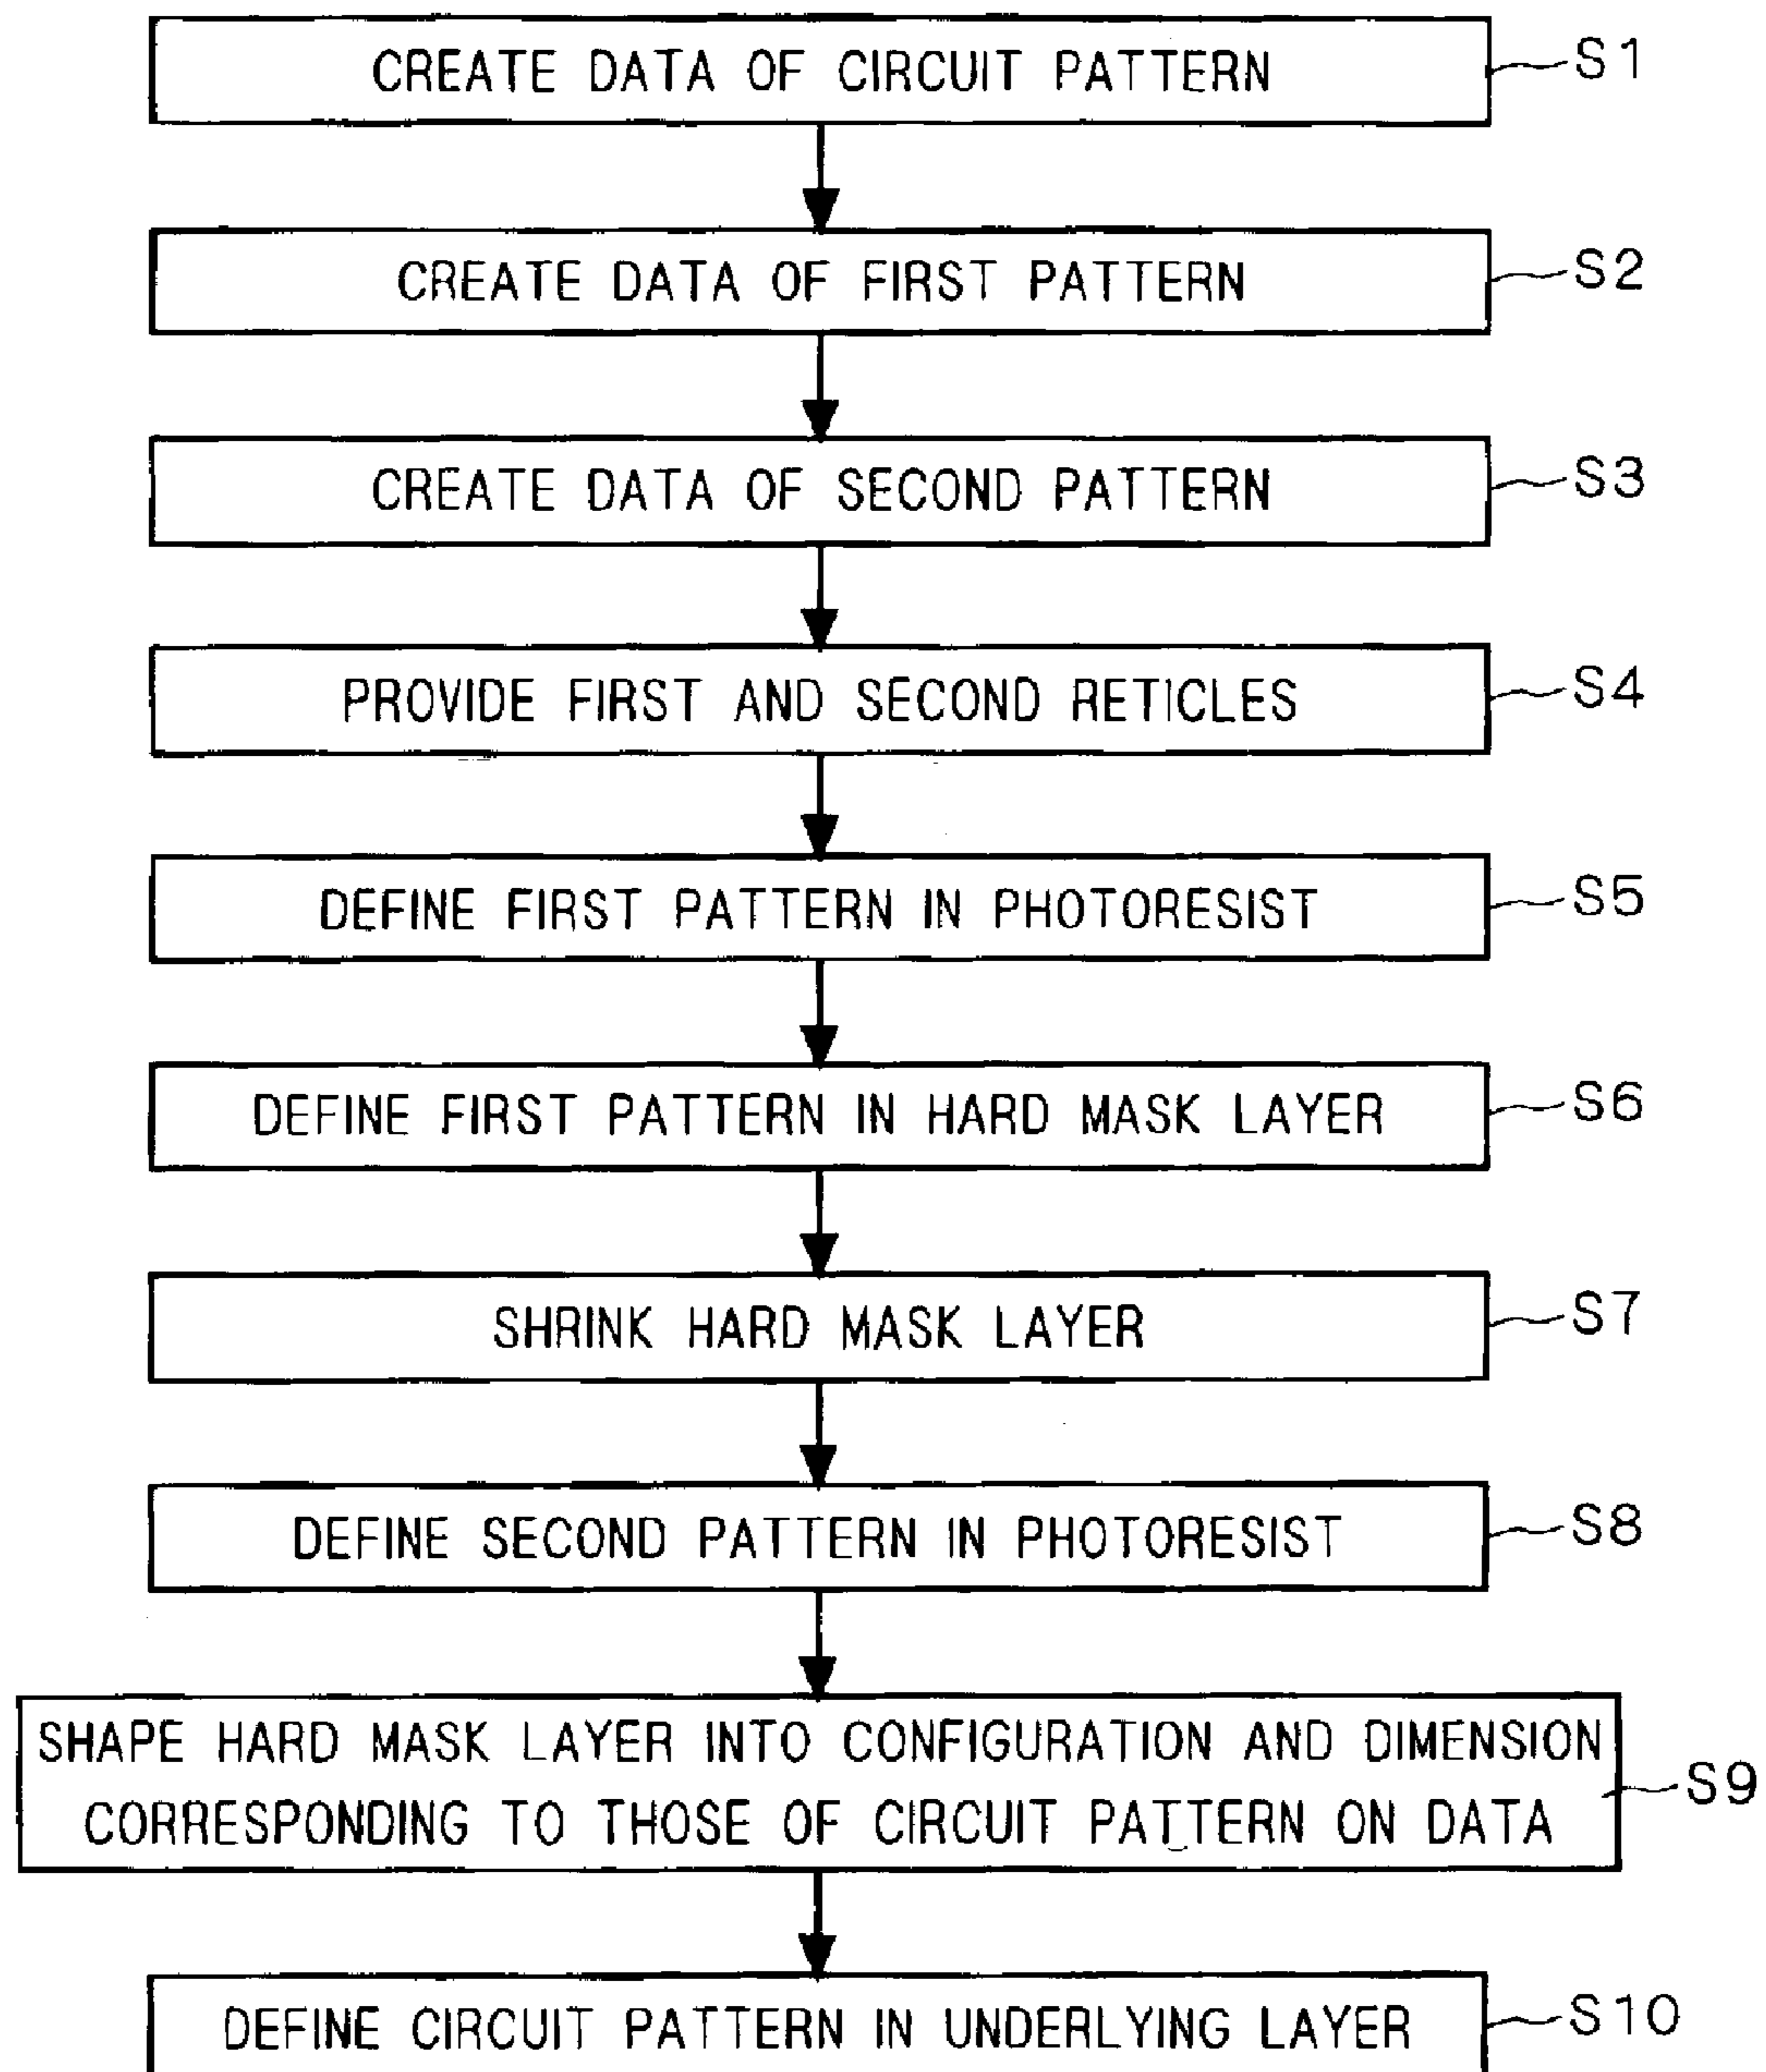 CREATE DATA OF CIRCUIT PATTERN S1
CREATE DATA OF FIRST PATTERN S2
CREATE DATA OF SECOND PATTERN S3
PROVIDE FIRST AND SECOND RETICLES S4
DEFINE FIRST PATTERN IN PHOTORESIST S5
DEFINE FIRST PATTERN IN HARD MASK LAYER S6
SHRINK HARD MASK LAYER S7
DEFINE SECOND PATTERN IN PHOTORESIST S8
SHAPE HARD MASK LAYER INTO CONFIGURATION AND DIMENSION
CORRESPONDING TO THOSE OF CIRCUIT PATTERN ON DATA S9
DEFINE CIRCUIT PATTERN IN UNDERLYING LAYER S10